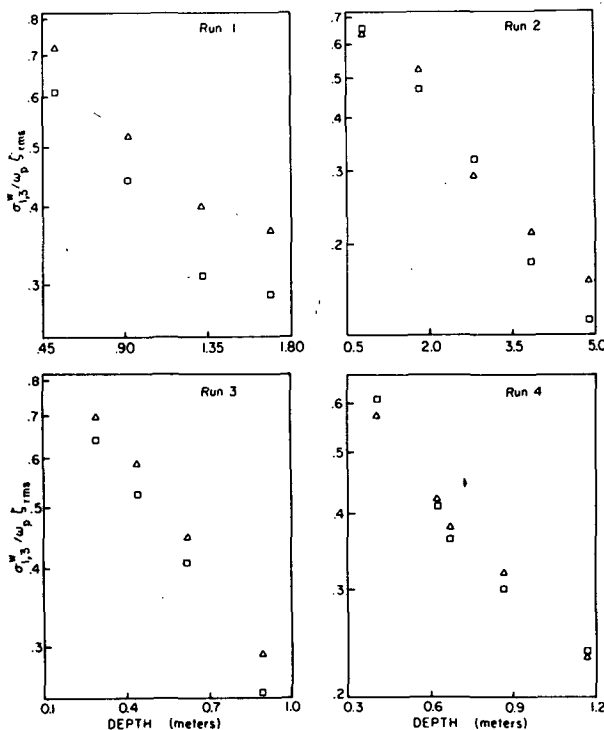 Run 1
.8
.7
.6
.5
.4
.3
.45 .90 1.35 1.80
σ^w_{1,3}/ω_p ζ_rms
Run 2
0.7
.6
0.5
.4
.3
.2
0.5 2.0 3.5 5.0
Run 3
.8
.7
.6
.5
.4
.3
0.1 0.4 0.7 1.0
DEPTH (meters)
σ^w_{1,3}/ω_p ζ_rms
Run 4
.6
.5
.4
.3
.2
0.3 0.6 0.9 1.2
DEPTH (meters)